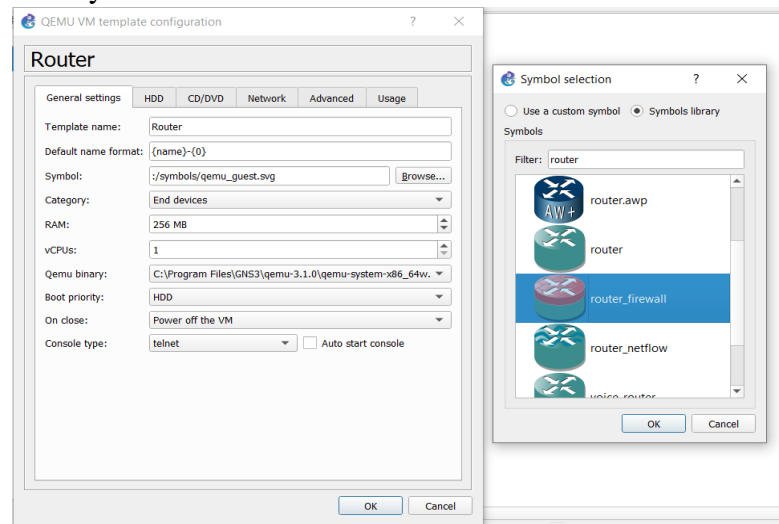 QEMU VM template configuration ? ×
Router
General settings HDD CD/DVD Network Advanced Usage
Template name: Router
Default name format: {name}-{0}
Symbol: :/symbols/qemu_guest.svg Browse...
Category: End devices
RAM: 256 MB
vCPUs: 1
Qemu binary: C:\Program Files\GNS3\qemu-3.1.0\qemu-system-x86_64w.
Boot priority: HDD
On close: Power off the VM
Console type: telnet Auto start console
OK Cancel
Symbol selection ? ×
Use a custom symbol Symbols library
Symbols
Filter: router
AW+ router.awp
router
router_firewall
router_netflow
voice_router
OK Cancel